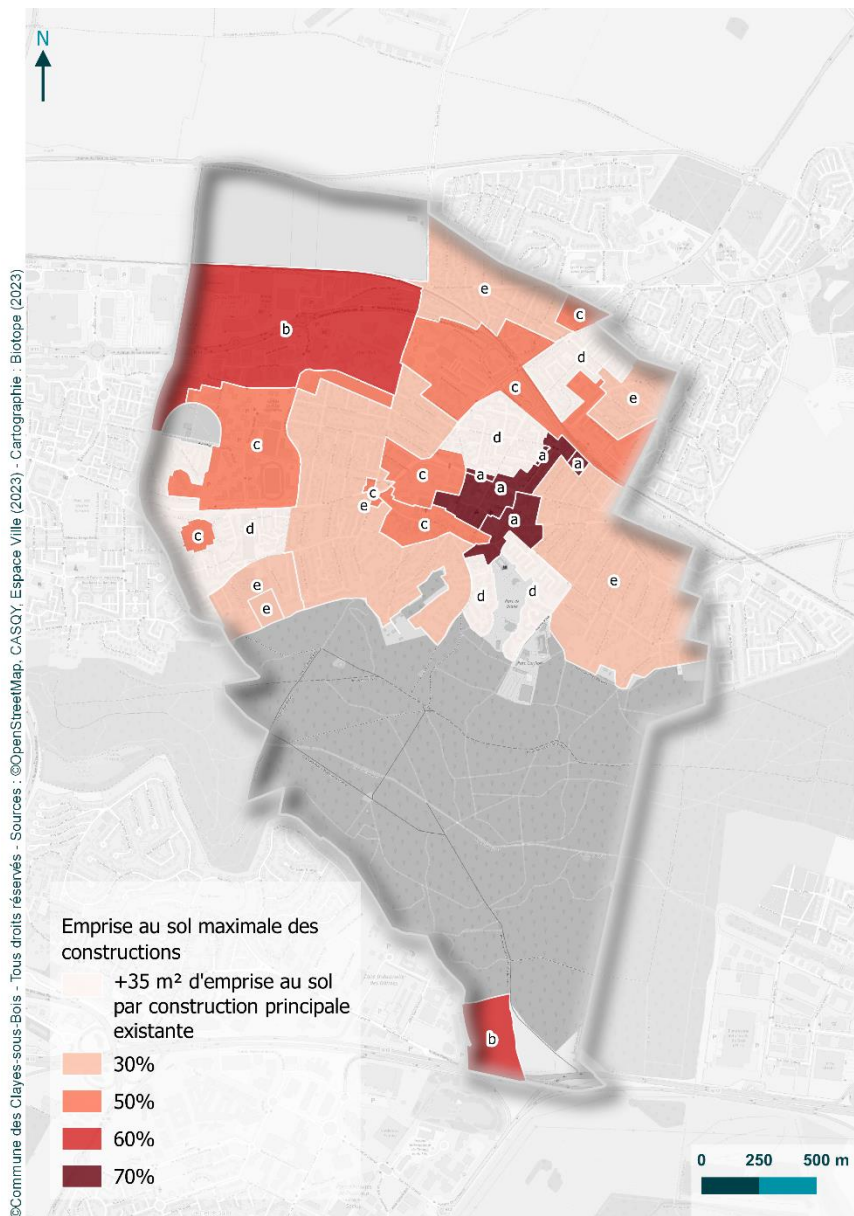 N
©Commune des Clayes-sous-Bois - Tous droits réservés - Sources : ©OpenStreetMap, CASQY, Espace Ville (2023) - Cartographie : Biotope (2023)
e
c
b
d
c
e
d
c
c
a
a
a
a
c
e
c
a
c
d
e
e
e
d
d
b
Emprise au sol maximale des
constructions
+35 m² d'emprise au sol
par construction principale
existante
30%
50%
60%
70%
0 250 500 m